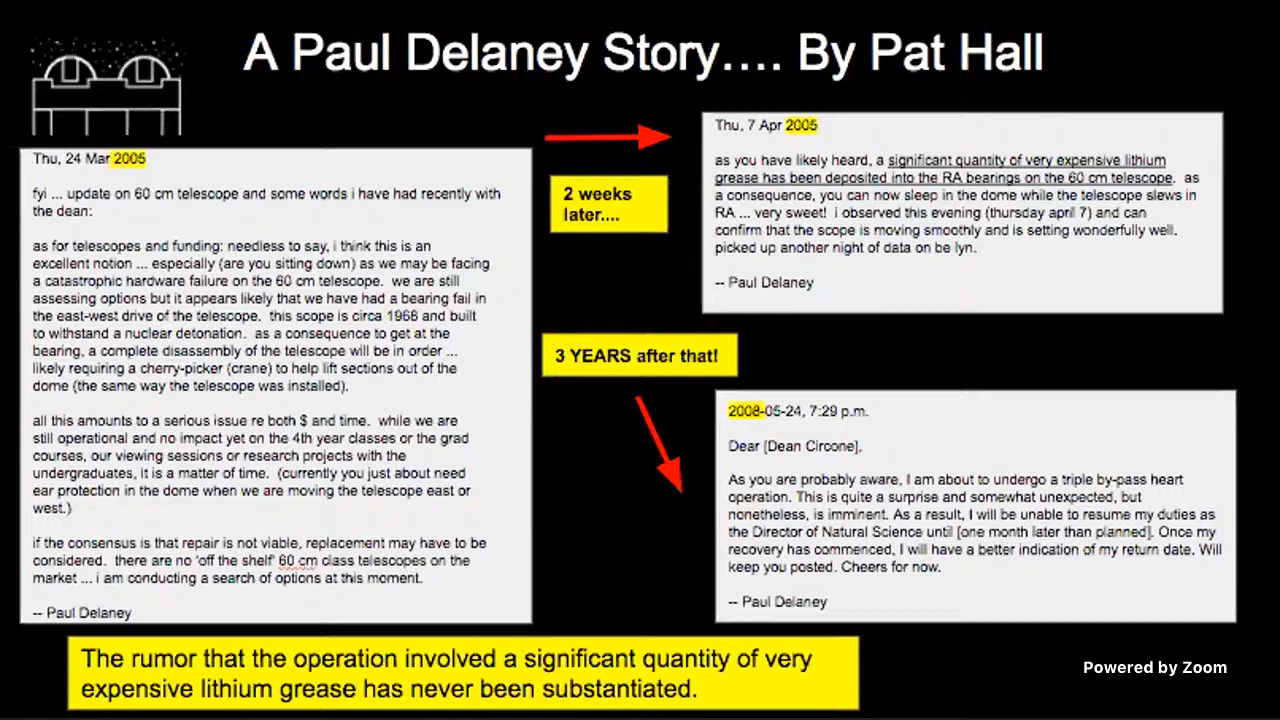 A Paul Delaney Story.... By Pat Hall
Thu, 24 Mar 2005
fyi ... update on 60 cm telescope and some words i have had recently with
the dean:
as for telescopes and funding: needless to say, i think this is an
excellent notion ... especially (are you sitting down) as we may be facing
a catastrophic hardware failure on the 60 cm telescope. we are still
assessing options but it appears likely that we have had a bearing fail in
the east-west drive of the telescope. this scope is circa 1968 and built
to withstand a nuclear detonation. as a consequence to get at the
bearing, a complete disassembly of the telescope will be in order ...
likely requiring a cherry-picker (crane) to help lift sections out of the
dome (the same way the telescope was installed).
all this amounts to a serious issue re both $ and time. while we are
still operational and no impact yet on the 4th year classes or the grad
courses, our viewing sessions or research projects with the
undergraduates, it is a matter of time. (currently you just about need
ear protection in the dome when we are moving the telescope east or
west.)
if the consensus is that repair is not viable, replacement may have to be
considered. there are no 'off the shelf' 60 cm class telescopes on the
market ... i am conducting a search of options at this moment.
-- Paul Delaney
2 weeks
later....
Thu, 7 Apr 2005
as you have likely heard, a significant quantity of very expensive lithium
grease has been deposited into the RA bearings on the 60 cm telescope. as
a consequence, you can now sleep in the dome while the telescope slews in
RA ... very sweet! i observed this evening (thursday april 7) and can
confirm that the scope is moving smoothly and is setting wonderfully well.
picked up another night of data on be lyn.
-- Paul Delaney
3 YEARS after that!
2008-05-24, 7:29 p.m.
Dear [Dean Circone],
As you are probably aware, I am about to undergo a triple by-pass heart
operation. This is quite a surprise and somewhat unexpected, but
nonetheless, is imminent. As a result, I will be unable to resume my duties as
the Director of Natural Science until [one month later than planned]. Once my
recovery has commenced, I will have a better indication of my return date. Will
keep you posted. Cheers for now.
-- Paul Delaney
The rumor that the operation involved a significant quantity of very
expensive lithium grease has never been substantiated.
Powered by Zoom